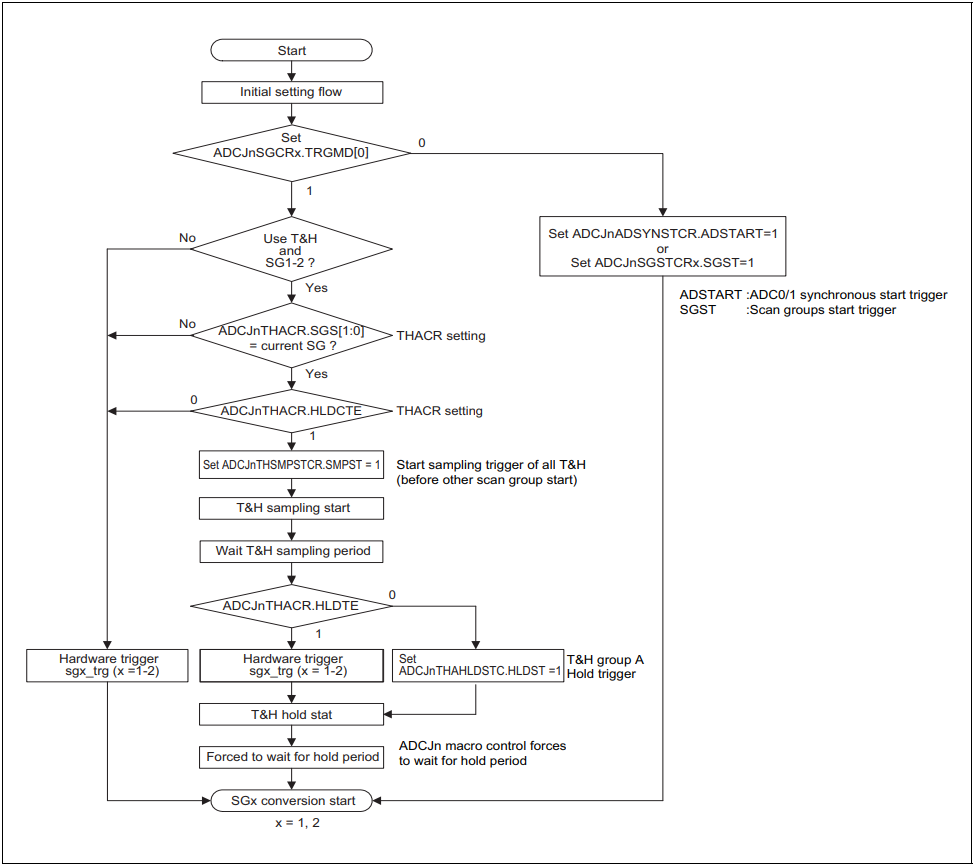 Start
Initial setting flow
Set
ADCJnSGCRx.TRGMD[0]
0
1
Set ADCJnADSYNSTCR.ADSTART=1
or
Set ADCJnSGSTCRx.SGST=1
ADSTART :ADC0/1 synchronous start trigger
SGST :Scan groups start trigger
No
Use T&H
and
SG1-2 ?
Yes
No
ADCJnTHACR.SGS[1:0]
= current SG ?
THACR setting
Yes
0
ADCJnTHACR.HLDCTE
THACR setting
1
Set ADCJnTHSMPSTCR.SMPST = 1
Start sampling trigger of all T&H
(before other scan group start)
T&H sampling start
Wait T&H sampling period
ADCJnTHACR.HLDTE
0
1
Hardware trigger
sgx_trg (x =1-2)
Hardware trigger
sgx_trg (x = 1-2)
Set
ADCJnTHAHLDSTC.HLDST =1
T&H group A
Hold trigger
T&H hold stat
Forced to wait for hold period
ADCJn macro control forces
to wait for hold period
SGx conversion start
x = 1, 2